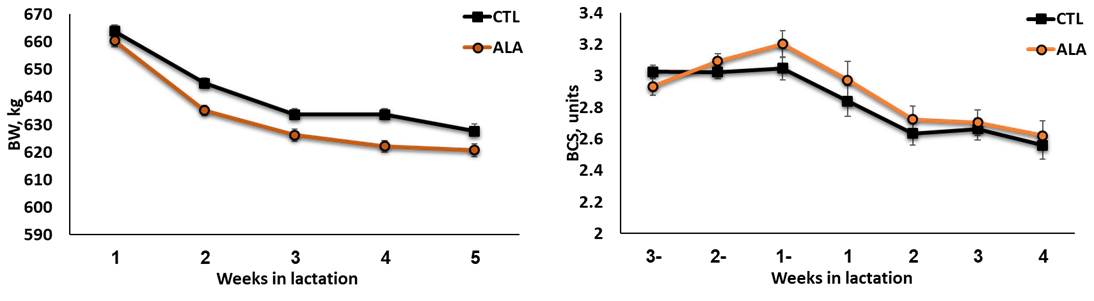 670
660
650
640
630
620
610
600
590
BW, kg
CTL
ALA
1 2 3 4 5
Weeks in lactation
3.4
3.2
3
2.8
2.6
2.4
2.2
2
BCS, units
CTL
ALA
3- 2- 1- 1 2 3 4
Weeks in lactation